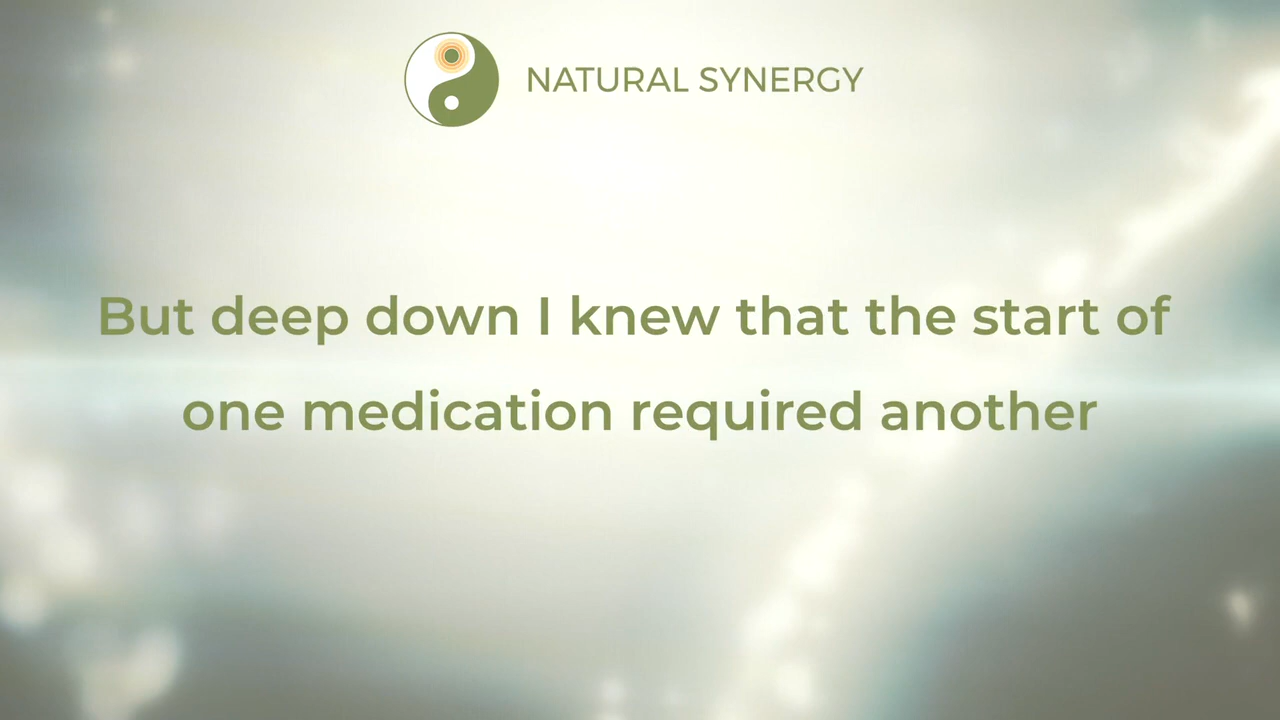 NATURAL SYNERGY
But deep down I knew that the start of
one medication required another